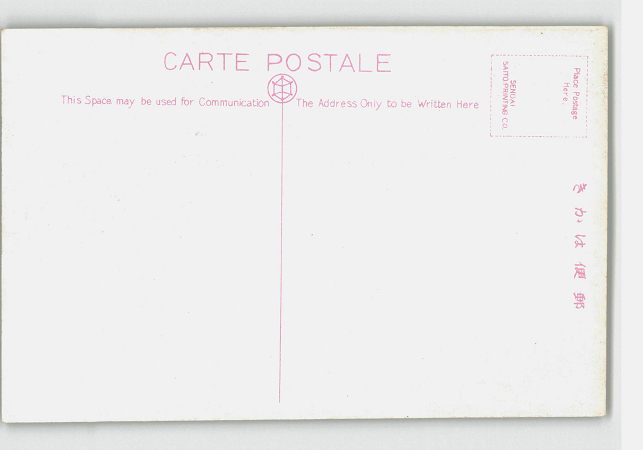 CARTE POSTALE
This Space may be used for Communication
The Address Only to be Written Here
Place Postage
Here.
SENDAI
SAITO PRINTING CO.
きかは便郵